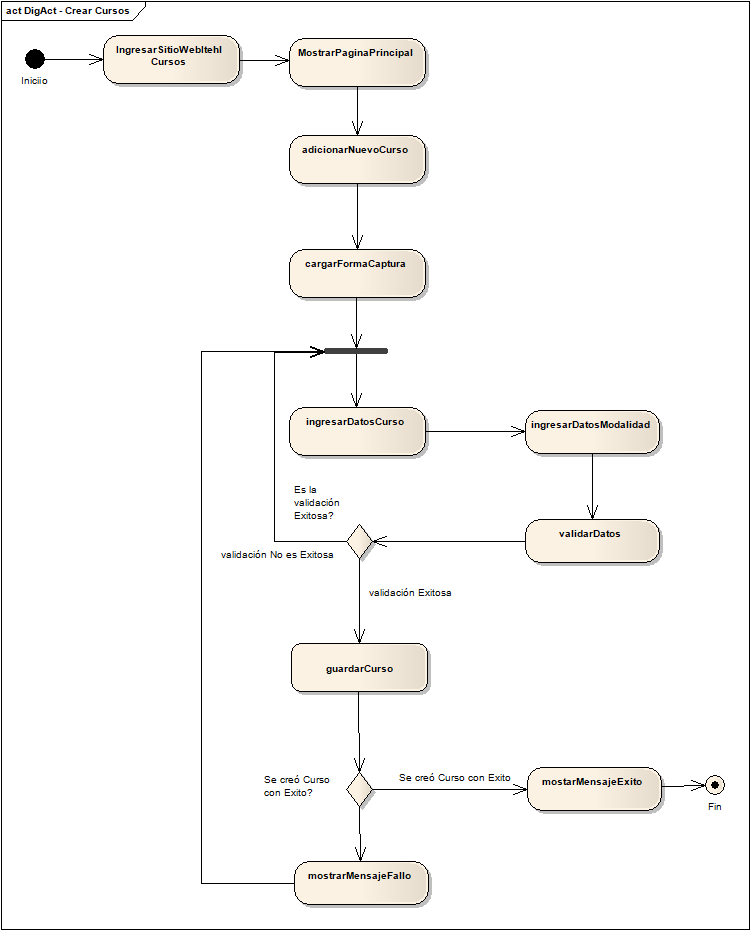 act DigAct - Crear Cursos
IngresarSitioWebItehl
Cursos
MostrarPaginaPrincipal
Iniciio
adicionarNuevoCurso
cargarFormaCaptura
ingresarDatosCurso
ingresarDatosModalidad
Es la
validación
Exitosa?
validarDatos
validación No es Exitosa
validación Exitosa
guardarCurso
Se creó Curso
con Exito?
Se creó Curso con Exito
mostarMensajeExito
Fin
mostrarMensajeFallo